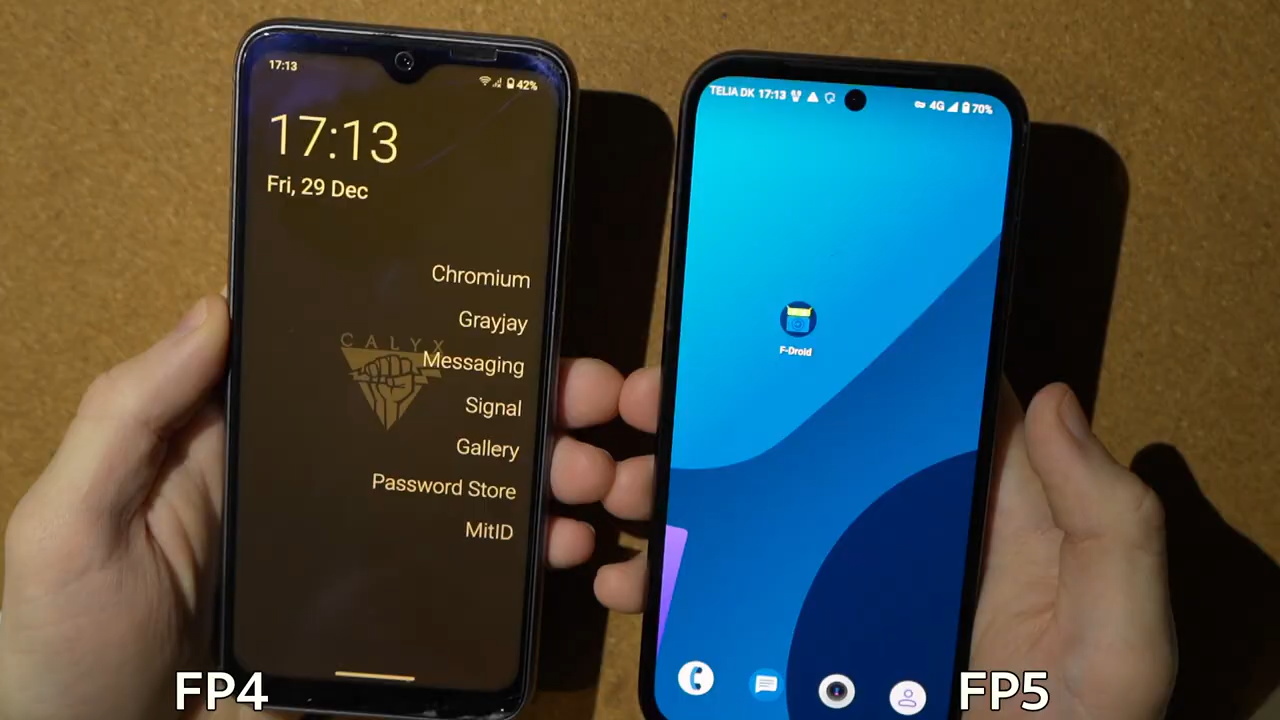 17:13
42%
17:13
Fri, 29 Dec
Chromium
Grayjay
CALYX
Messaging
Signal
Gallery
Password Store
MitID
FP4
TELIA DK 17:13
4G 70%
F-Droid
FP5